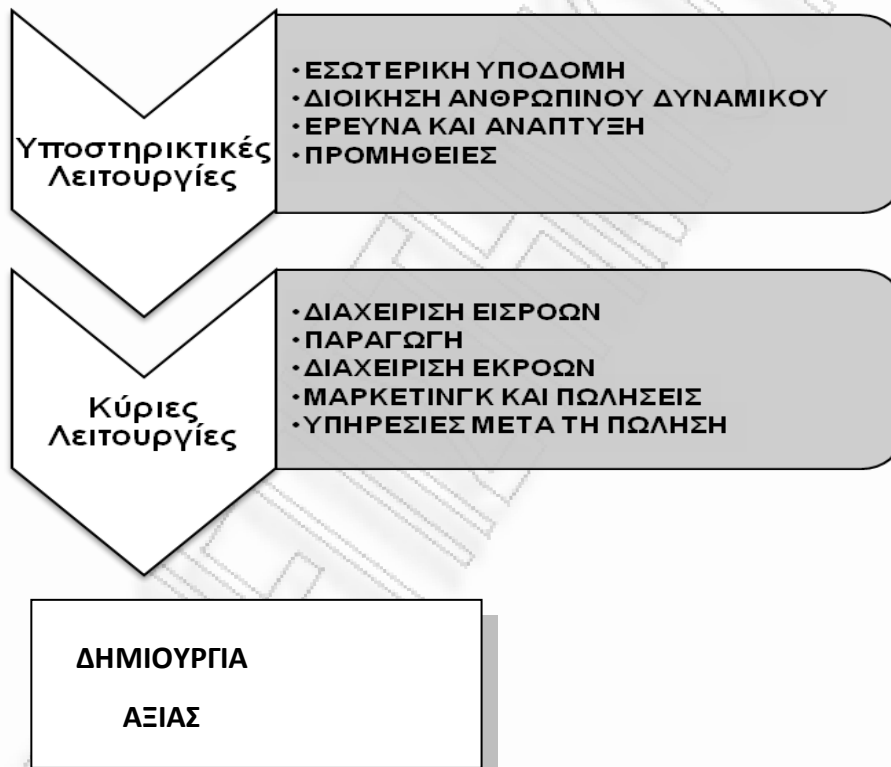 Υποστηρικτικές
Λειτουργίες
• ΕΣΩΤΕΡΙΚΗ ΥΠΟΔΟΜΗ
• ΔΙΟΙΚΗΣΗ ΑΝΘΡΩΠΙΝΟΥ ΔΥΝΑΜΙΚΟΥ
• ΕΡΕΥΝΑ ΚΑΙ ΑΝΑΠΤΥΞΗ
• ΠΡΟΜΗΘΕΙΕΣ
Κύριες
Λειτουργίες
• ΔΙΑΧΕΙΡΙΣΗ ΕΙΣΡΟΩΝ
• ΠΑΡΑΓΩΓΗ
• ΔΙΑΧΕΙΡΙΣΗ ΕΚΡΟΩΝ
• ΜΑΡΚΕΤΙΝΓΚ ΚΑΙ ΠΩΛΗΣΕΙΣ
• ΥΠΗΡΕΣΙΕΣ ΜΕΤΑ ΤΗ ΠΩΛΗΣΗ
ΔΗΜΙΟΥΡΓΙΑ
ΑΞΙΑΣ